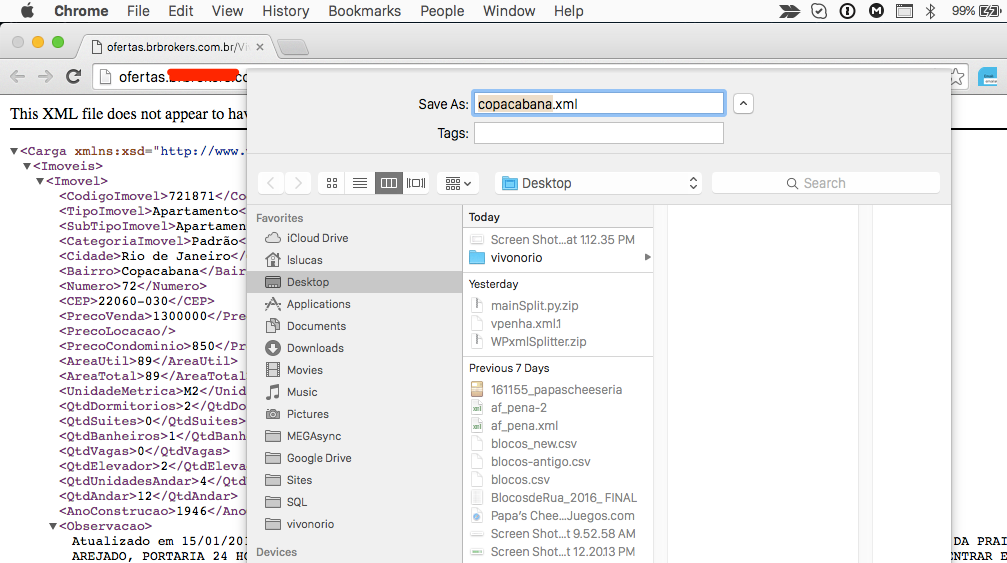 Chrome File Edit View History Bookmarks People Window Help 99%
ofertas.brbrokers.com.br/Vi
ofertas.
This XML file does not appear to hav
Save As: copacabana.xml
Tags:
Desktop
Search
<Carga xmlns:xsd="http://www.
<Imoveis>
<Imovel>
<CodigoImovel>721871</Co
<TipoImovel>Apartamento<
<SubTipoImovel>Apartamen
<CategoriaImovel>Padrão<
<Cidade>Rio de Janeiro</
<Bairro>Copacabana</Bair
<Numero>72</Numero>
<CEP>22060-030</CEP>
<PrecoVenda>1300000</Pre
<PrecoLocacao/>
<PrecoCondominio>850</Pr
<AreaUtil>89</AreaUtil>
<AreaTotal>89</AreaTotal
<UnidadeMetrica>M2</Unid
<QtdDormitorios>2</QtdDo
<QtdSuites>0</QtdSuites>
<QtdBanheiros>1</QtdBanh
<QtdVagas>0</QtdVagas>
<QtdElevador>2</QtdEleva
<QtdUnidadesAndar>4</Qtd
<QtdAndar>12</QtdAndar>
<AnoConstrucao>1946</Ano
<Observacao>
Atualizado em 15/01/201
DA PRAI
AREJADO, PORTARIA 24 HO
ENTRAR E
Favorites
iCloud Drive
lslucas
Desktop
Applications
Documents
Downloads
Movies
Music
Pictures
MEGAsync
Google Drive
Sites
SQL
vivonorio
Devices
Today
Screen Shot...at 1.12.35 PM
vivonorio
Yesterday
mainSplit.py.zip
vpenha.xml.1
WPxmlSplitter.zip
Previous 7 Days
161155_papascheeseria
af_pena-2
af_pena.xml
blocos_new.csv
blocos-antigo.csv
blocos.csv
BlocosdeRua_2016_ FINAL
Papa's Chee...Juegos.com
Screen Shot...t 9.52.58 AM
Screen Shot...t 12.20.13 PM